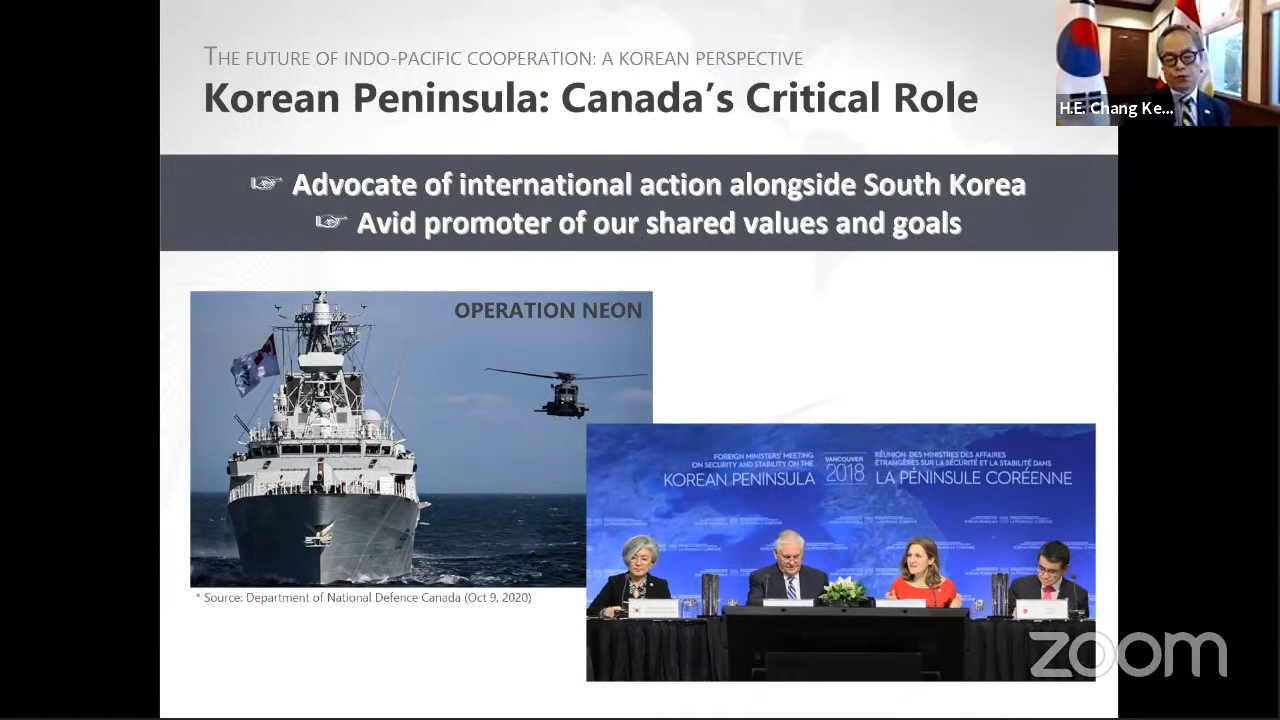 THE FUTURE OF INDO-PACIFIC COOPERATION: A KOREAN PERSPECTIVE
Korean Peninsula: Canada's Critical Role
H.E. Chang Ke...
☞ Advocate of international action alongside South Korea
☞ Avid promoter of our shared values and goals
OPERATION NEON
* Source: Department of National Defence Canada (Oct 9, 2020)
FOREIGN MINISTERS' MEETING
ON SECURITY AND STABILITY ON THE
KOREAN PENINSULA
VANCOUVER
2018
RÉUNION DES MINISTRES DES AFFAIRES
ÉTRANGÈRES SUR LA SÉCURITÉ ET LA STABILITÉ DANS
LA PÉNINSULE CORÉENNE
zoom